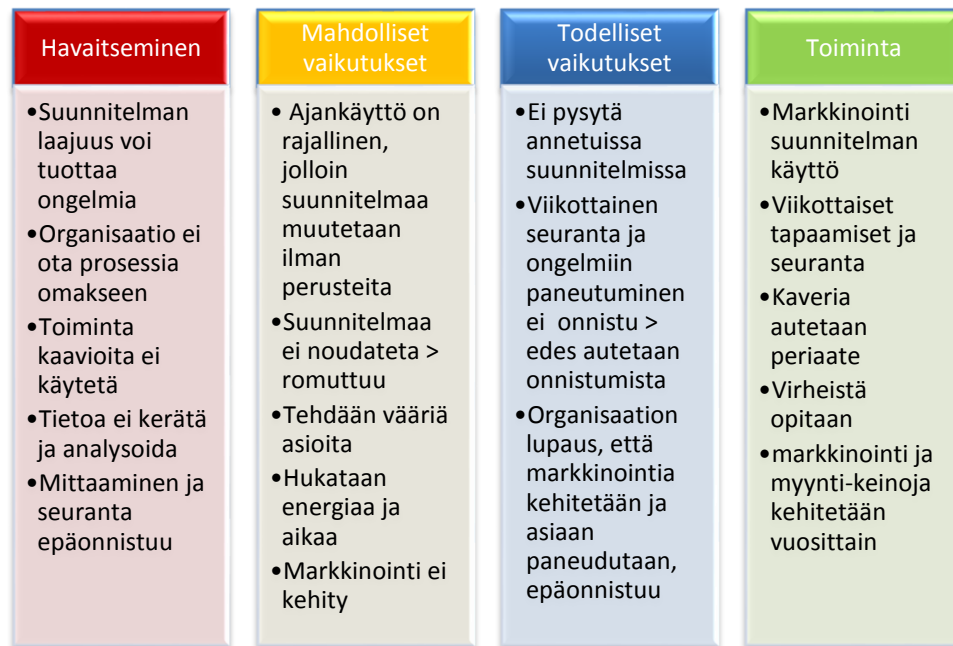 Havaitseminen
•Suunnitelman
laajuus voi
tuottaa
ongelmia
•Organisaatio ei
ota prosessia
omakseen
•Toiminta
kaavioita ei
käytetä
•Tietoa ei kerätä
ja analysoida
•Mittaaminen ja
seuranta
epäonnistuu
Mahdolliset
vaikutukset
• Ajankäyttö on
rajallinen,
jolloin
suunnitelmaa
muutetaan
ilman
perusteita
•Suunnitelmaa
ei noudateta >
romuttuu
•Tehdään vääriä
asioita
•Hukataan
energiaa ja
aikaa
•Markkinointi ei
kehity
Todelliset
vaikutukset
•Ei pysytä
annetuissa
suunnitelmissa
•Viikottainen
seuranta ja
ongelmiin
paneutuminen
ei onnistu >
edes autetaan
onnistumista
•Organisaation
lupaus, että
markkinointia
kehitetään ja
asiaan
paneudutaan,
epäonnistuu
Toiminta
•Markkinointi
suunnitelman
käyttö
•Viikottaiset
tapaamiset ja
seuranta
•Kaveria
autetaan
periaate
•Virheistä
opitaan
•markkinointi ja
myynti-keinoja
kehitetään
vuosittain